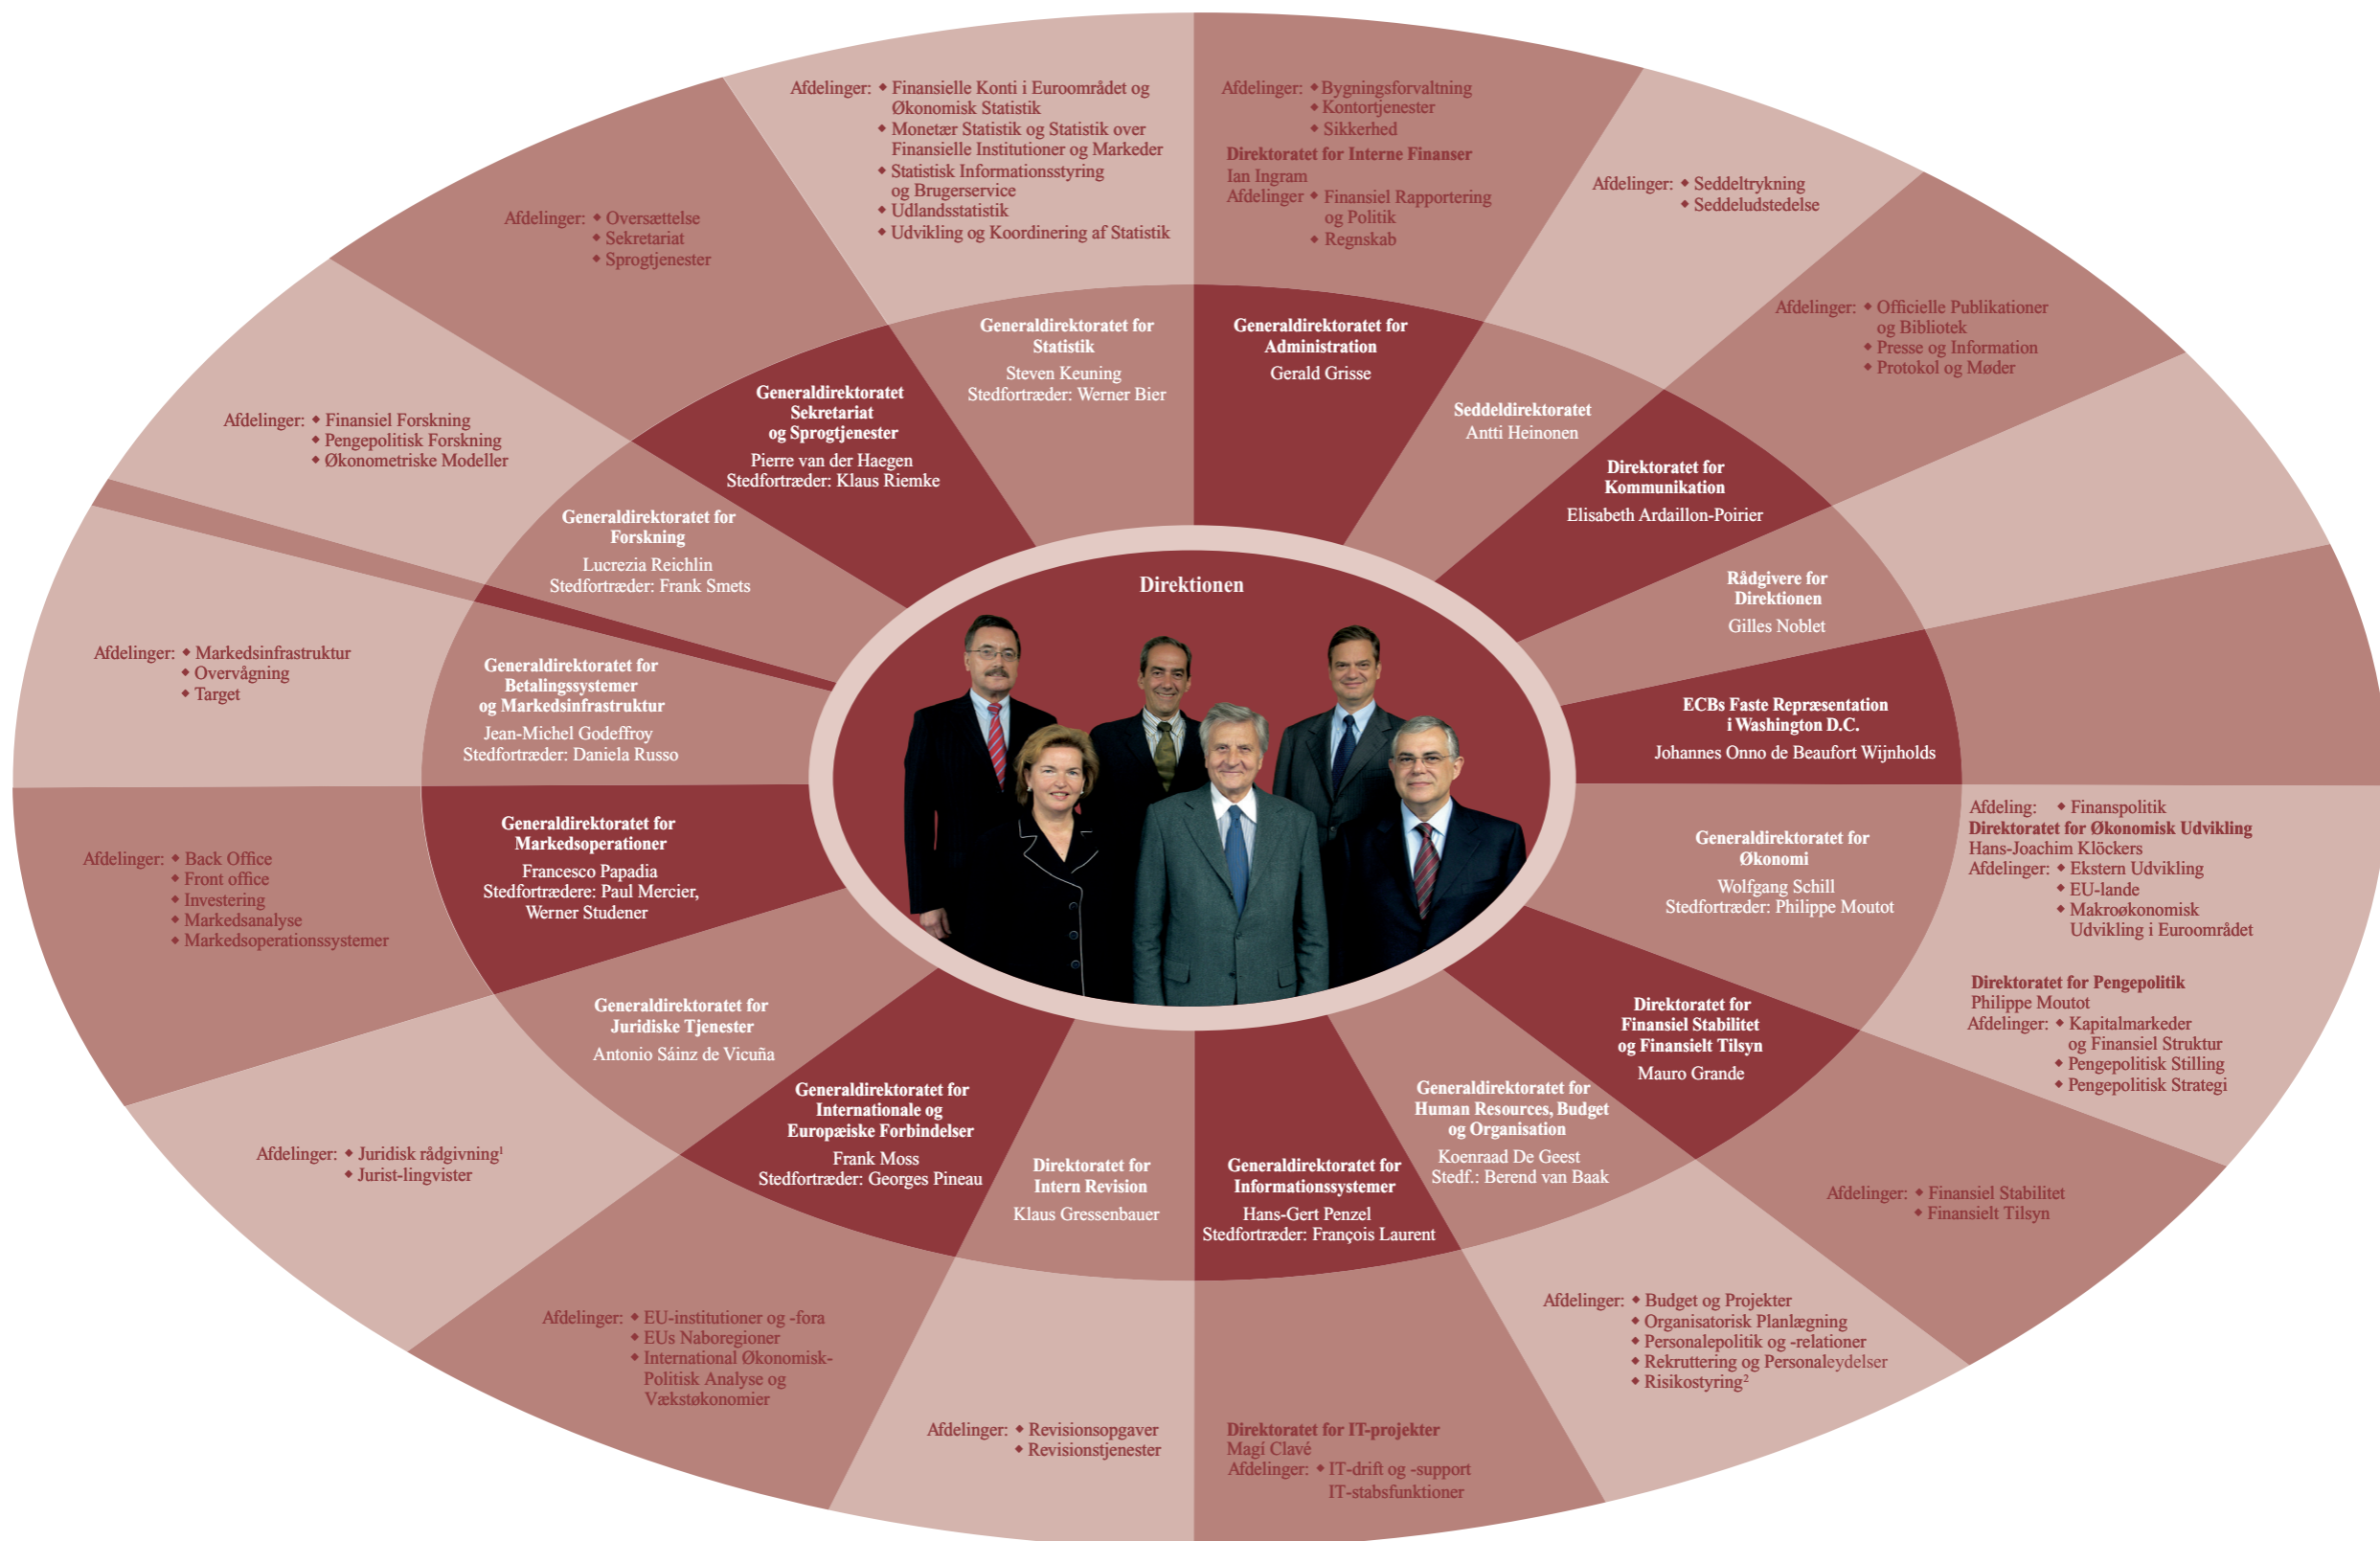 Direktionen
Generaldirektoratet for
Administration
Gerald Grisse
Afdelinger: ◆ Bygningsforvaltning
◆ Kontortjenester
◆ Sikkerhed
Direktoratet for Interne Finanser
Ian Ingram
Afdelinger ◆ Finansiel Rapportering
og Politik
◆ Regnskab
Seddeldirektoratet
Antti Heinonen
Afdelinger: ◆ Seddeltrykning
◆ Seddeludstedelse
Direktoratet for
Kommunikation
Elisabeth Ardaillon-Poirier
Afdelinger: ◆ Officielle Publikationer
og Bibliotek
◆ Presse og Information
◆ Protokol og Møder
Rådgivere for
Direktionen
Gilles Noblet
ECBs Faste Repræsentation
i Washington D.C.
Johannes Onno de Beaufort Wijnholds
Generaldirektoratet for
Økonomi
Wolfgang Schill
Stedfortræder: Philippe Moutot
Afdeling: ◆ Finanspolitik
Direktoratet for Økonomisk Udvikling
Hans-Joachim Klöckers
Afdelinger: ◆ Ekstern Udvikling
◆ EU-lande
◆ Makroøkonomisk
Udvikling i Euroområdet
Direktoratet for Pengepolitik
Philippe Moutot
Afdelinger: ◆ Kapitalmarkeder
og Finansiel Struktur
◆ Pengepolitisk Stilling
◆ Pengepolitisk Strategi
Direktoratet for
Finansiel Stabilitet
og Finansielt Tilsyn
Mauro Grande
Afdelinger: ◆ Finansiel Stabilitet
◆ Finansielt Tilsyn
Generaldirektoratet for
Human Resources, Budget
og Organisation
Koenraad De Geest
Stedf.: Berend van Baak
Afdelinger: ◆ Budget og Projekter
◆ Organisatorisk Planlægning
◆ Personalepolitik og -relationer
◆ Rekruttering og Personaleydelser
◆ Risikostyring²
Generaldirektoratet for
Informationssystemer
Hans-Gert Penzel
Stedfortræder: François Laurent
Direktoratet for IT-projekter
Magí Clavé
Afdelinger: ◆ IT-drift og -support
IT-stabsfunktioner
Direktoratet for
Intern Revision
Klaus Gressenbauer
Afdelinger: ◆ Revisionsopgaver
◆ Revisionstjenester
Generaldirektoratet for
Internationale og
Europæiske Forbindelser
Frank Moss
Stedfortræder: Georges Pineau
Afdelinger: ◆ EU-institutioner og -fora
◆ EUs Naboregioner
◆ International Økonomisk-
Politisk Analyse og
Vækstøkonomier
Generaldirektoratet for
Juridiske Tjenester
Antonio Sáinz de Vicuña
Afdelinger: ◆ Juridisk rådgivning¹
◆ Jurist-lingvister
Generaldirektoratet for
Markedsoperationer
Francesco Papadia
Stedfortrædere: Paul Mercier,
Werner Studener
Afdelinger: ◆ Back Office
◆ Front office
◆ Investering
◆ Markedsanalyse
◆ Markedsoperationssystemer
Generaldirektoratet for
Betalingssystemer
og Markedsinfrastruktur
Jean-Michel Godeffroy
Stedfortræder: Daniela Russo
Afdelinger: ◆ Markedsinfrastruktur
◆ Overvågning
◆ Target
Generaldirektoratet for
Forskning
Lucrezia Reichlin
Stedfortræder: Frank Smets
Afdelinger: ◆ Finansiel Forskning
◆ Pengepolitisk Forskning
◆ Økonometriske Modeller
Generaldirektoratet
Sekretariat
og Sprogtjenester
Pierre van der Haegen
Stedfortræder: Klaus Riemke
Afdelinger: ◆ Oversættelse
◆ Sekretariat
◆ Sprogtjenester
Generaldirektoratet for
Statistik
Steven Keuning
Stedfortræder: Werner Bier
Afdelinger: ◆ Finansielle Konti i Euroområdet og
Økonomisk Statistik
◆ Monetær Statistik og Statistik over
Finansielle Institutioner og Markeder
◆ Statistisk Informationsstyring
og Brugerservice
◆ Udlandsstatistik
◆ Udvikling og Koordinering af Statistik